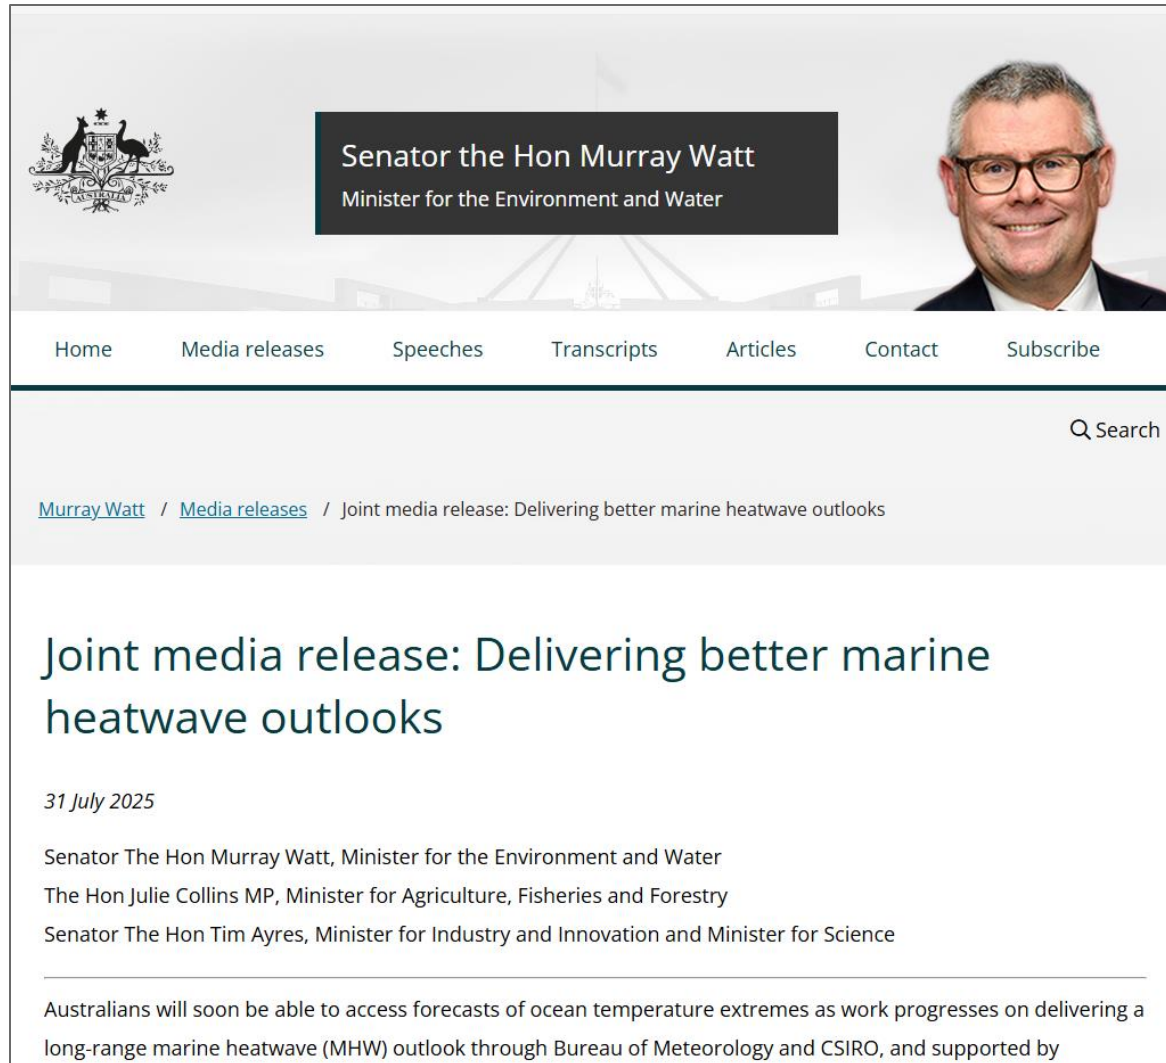 AUSTRALIA
Senator the Hon Murray Watt
Minister for the Environment and Water
Home Media releases Speeches Transcripts Articles Contact Subscribe
Search
Murray Watt / Media releases / Joint media release: Delivering better marine heatwave outlooks
Joint media release: Delivering better marine
heatwave outlooks
31 July 2025
Senator The Hon Murray Watt, Minister for the Environment and Water
The Hon Julie Collins MP, Minister for Agriculture, Fisheries and Forestry
Senator The Hon Tim Ayres, Minister for Industry and Innovation and Minister for Science
Australians will soon be able to access forecasts of ocean temperature extremes as work progresses on delivering a
long-range marine heatwave (MHW) outlook through Bureau of Meteorology and CSIRO, and supported by